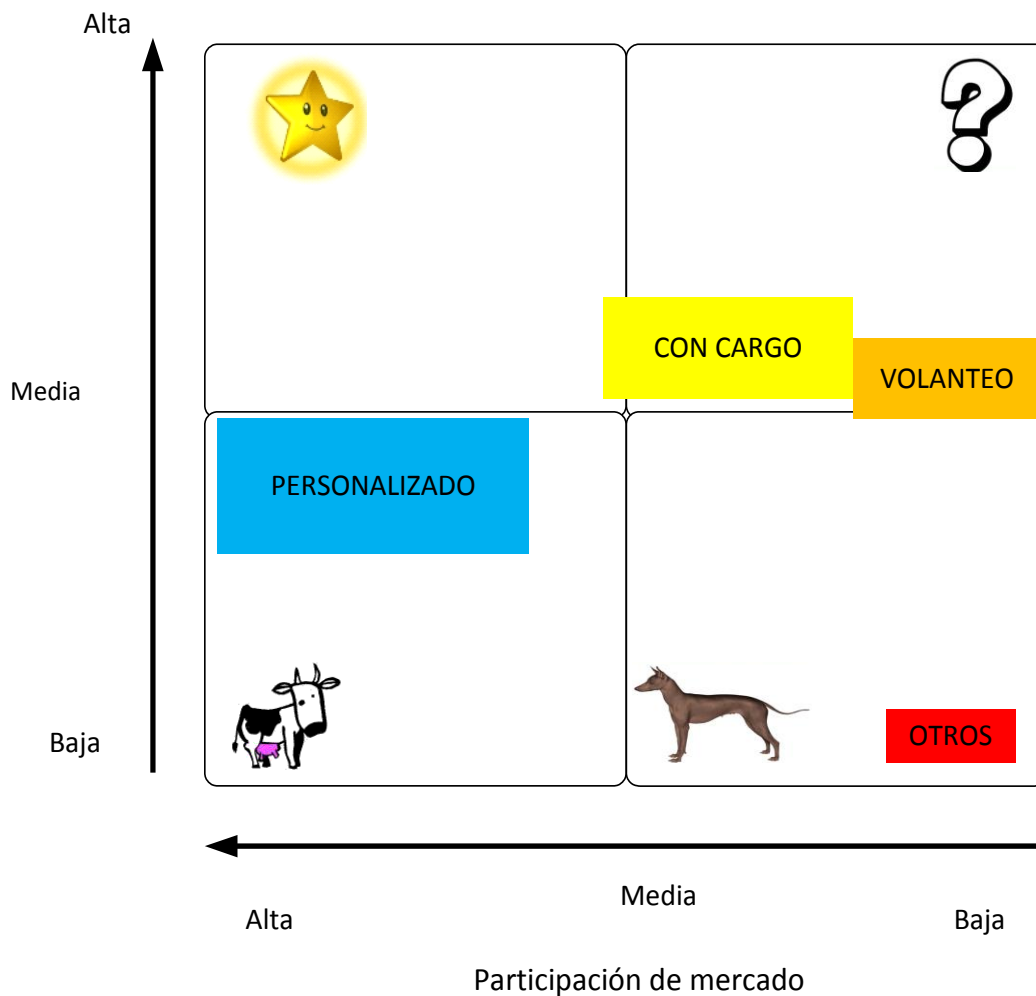 Alta
CON CARGO
VOLANTEO
Media
PERSONALIZADO
Baja
OTROS
Media
Alta
Baja
Participación de mercado